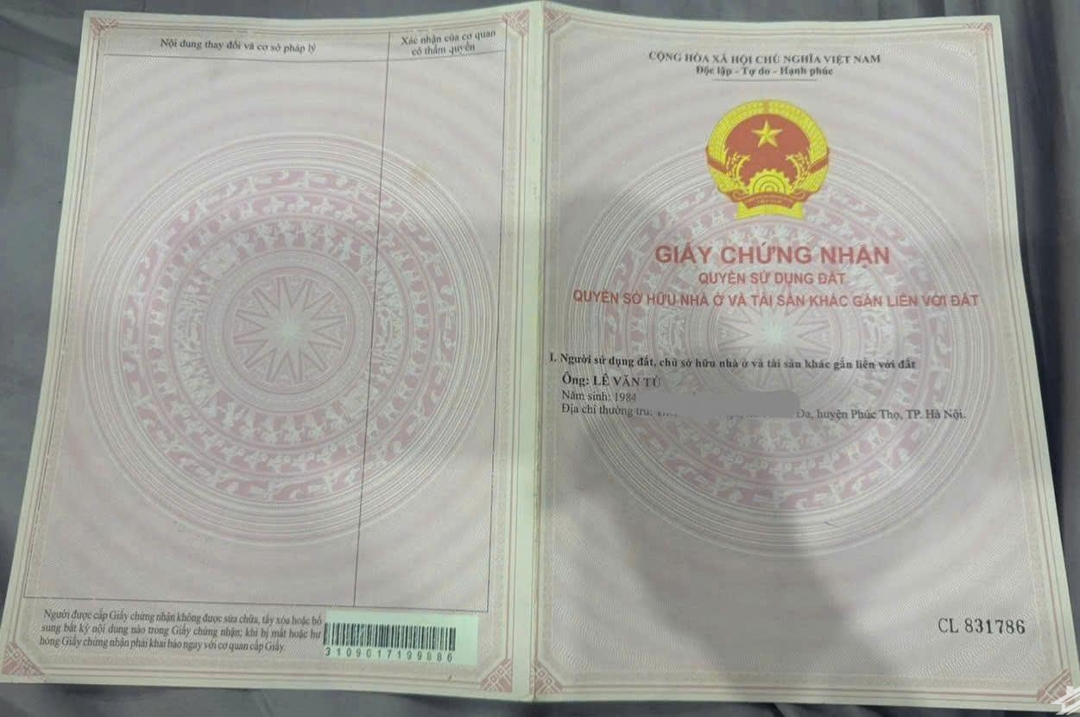 Nội dung thay đổi và cơ sở pháp lý
Xác nhận của cơ quan
có thẩm quyền
Người được cấp Giấy chứng nhận không được sửa chữa, tẩy xóa hoặc bổ
sung bất kỳ nội dung nào trong Giấy chứng nhận; khi bị mất hoặc hư
hỏng Giấy chứng nhận phải khai báo ngay với cơ quan cấp Giấy.
3109017199886
CỘNG HÒA XÃ HỘI CHỦ NGHĨA VIỆT NAM
Độc lập - Tự do - Hạnh phúc
GIẤY CHỨNG NHẬN
QUYỀN SỬ DỤNG ĐẤT
QUYỀN SỞ HỮU NHÀ Ở VÀ TÀI SẢN KHÁC GẮN LIỀN VỚI ĐẤT
I. Người sử dụng đất, chủ sở hữu nhà ở và tài sản khác gắn liền với đất
Ông: LÊ VĂN TÚ
Năm sinh: 1984
Địa chỉ thường trú: Đa, huyện Phúc Thọ, TP. Hà Nội.
CL 831786